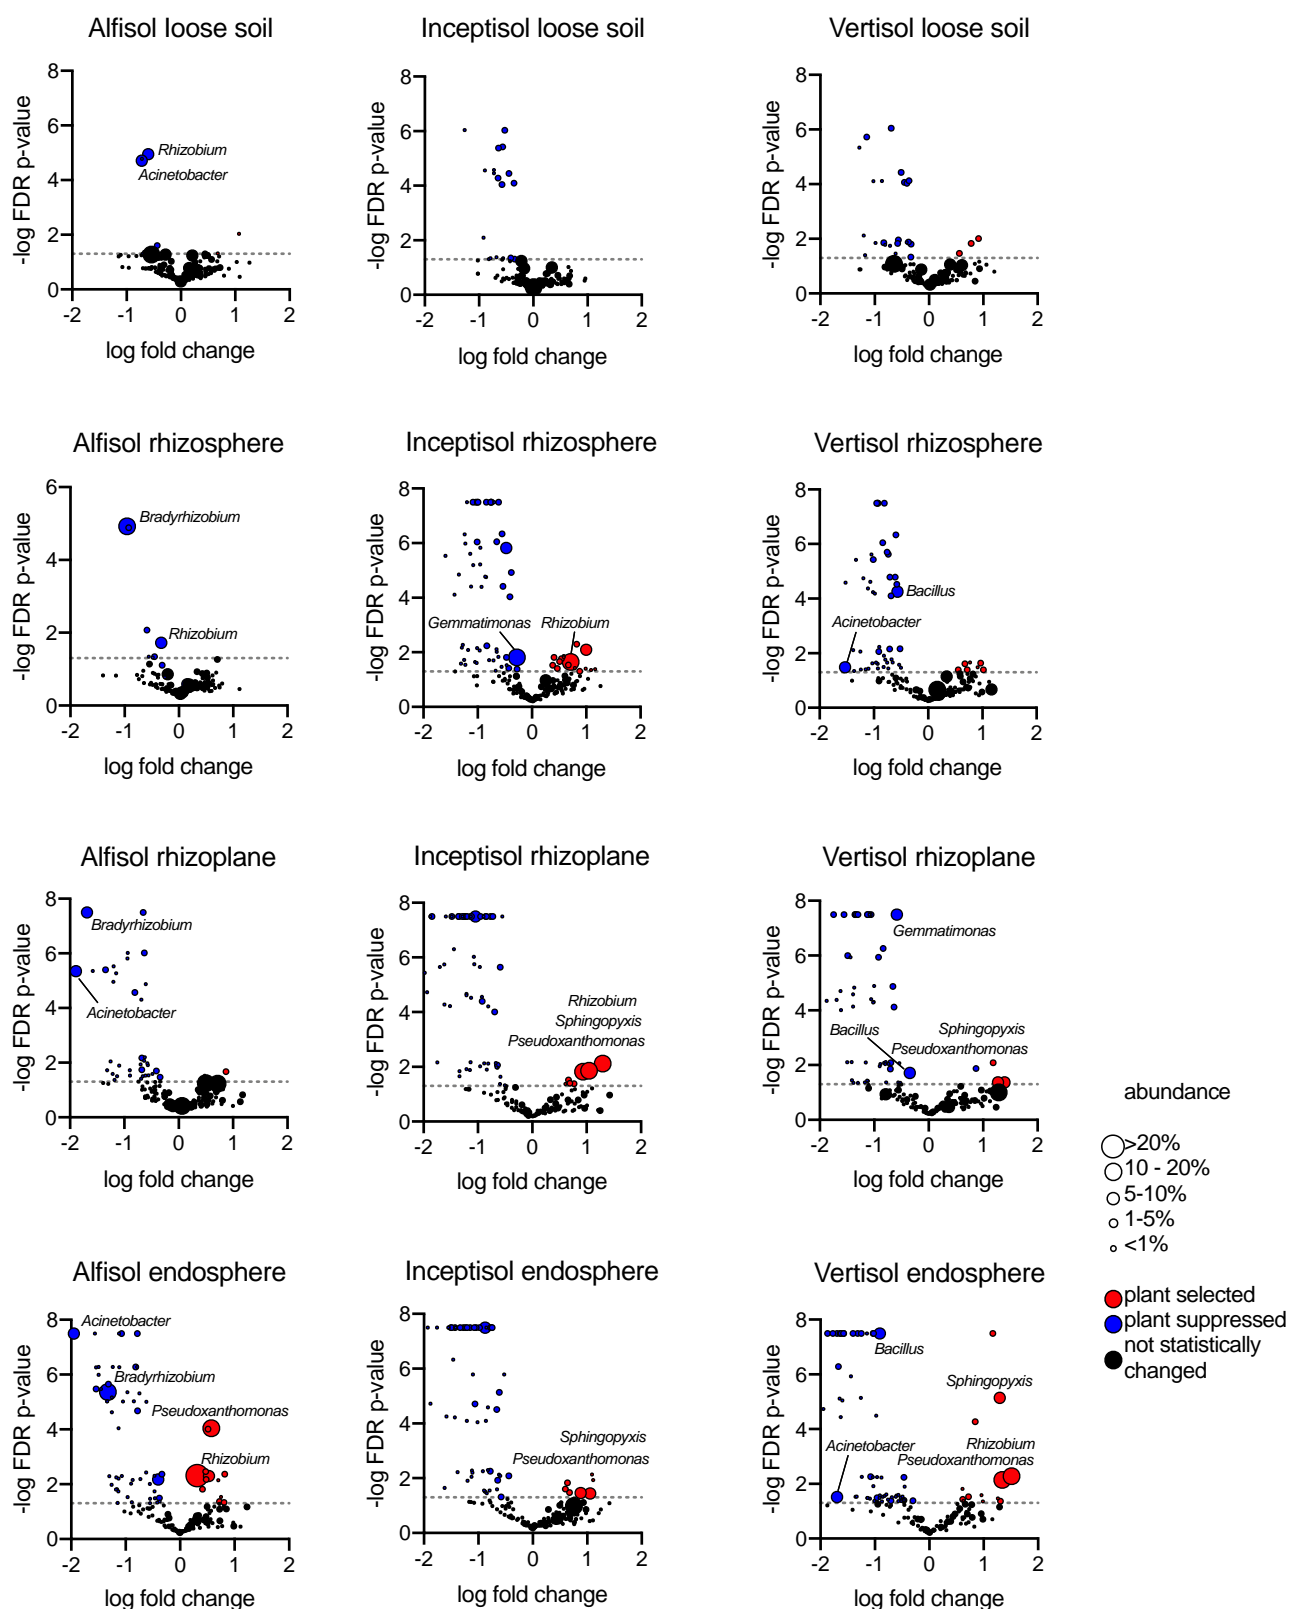 Alfisol loose soil
8
6
4
2
0
-2
-1
0
1
2
-log FDR p-value
log fold change
Rhizobium
Acinetobacter
Inceptisol loose soil
8
6
4
2
0
-2
-1
0
1
2
-log FDR p-value
log fold change
Vertisol loose soil
8
6
4
2
0
-2
-1
0
1
2
-log FDR p-value
log fold change
Alfisol rhizosphere
6
4
2
0
-2
-1
0
1
2
-log FDR p-value
log fold change
Bradyrhizobium
Rhizobium
Inceptisol rhizosphere
8
6
4
2
0
-2
-1
0
1
2
-log FDR p-value
log fold change
Gemmatimonas
Rhizobium
Vertisol rhizosphere
8
6
4
2
0
-2
-1
0
1
2
-log FDR p-value
log fold change
Bacillus
Acinetobacter
Alfisol rhizoplane
8
6
4
2
0
-2
-1
0
1
2
-log FDR p-value
log fold change
Bradyrhizobium
Acinetobacter
Inceptisol rhizoplane
8
6
4
2
0
-2
-1
0
1
2
-log FDR p-value
log fold change
Rhizobium
Sphingopyxis
Pseudoxanthomonas
Vertisol rhizoplane
8
6
4
2
0
-2
-1
0
1
2
-log FDR p-value
log fold change
Gemmatimonas
Bacillus
Sphingopyxis
Pseudoxanthomonas
Alfisol endosphere
8
6
4
2
0
-2
-1
0
1
2
-log FDR p-value
log fold change
Acinetobacter
Bradyrhizobium
Pseudoxanthomonas
Rhizobium
Inceptisol endosphere
8
6
4
2
0
-2
-1
0
1
2
-log FDR p-value
log fold change
Sphingopyxis
Pseudoxanthomonas
Vertisol endosphere
8
6
4
2
0
-2
-1
0
1
2
-log FDR p-value
log fold change
Bacillus
Sphingopyxis
Acinetobacter
Rhizobium
Pseudoxanthomonas
abundance
>20%
10 - 20%
5-10%
1-5%
<1%
plant selected
plant suppressed
not statistically
changed